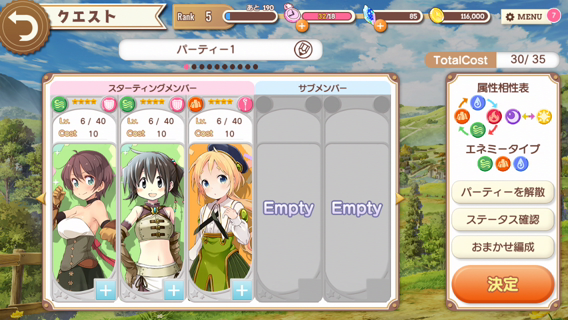 クエスト
Rank 5
あと 190
32/18
85
116,000
MENU
?
パーティー1
TotalCost 30/ 35
スターティングメンバー
サブメンバー
Lv. 6 / 40
Cost 10
Lv. 6 / 40
Cost 10
Lv. 6 / 40
Cost 10
Empty
Empty
属性相性表
エネミータイプ
パーティーを解散
ステータス確認
おまかせ編成
決定